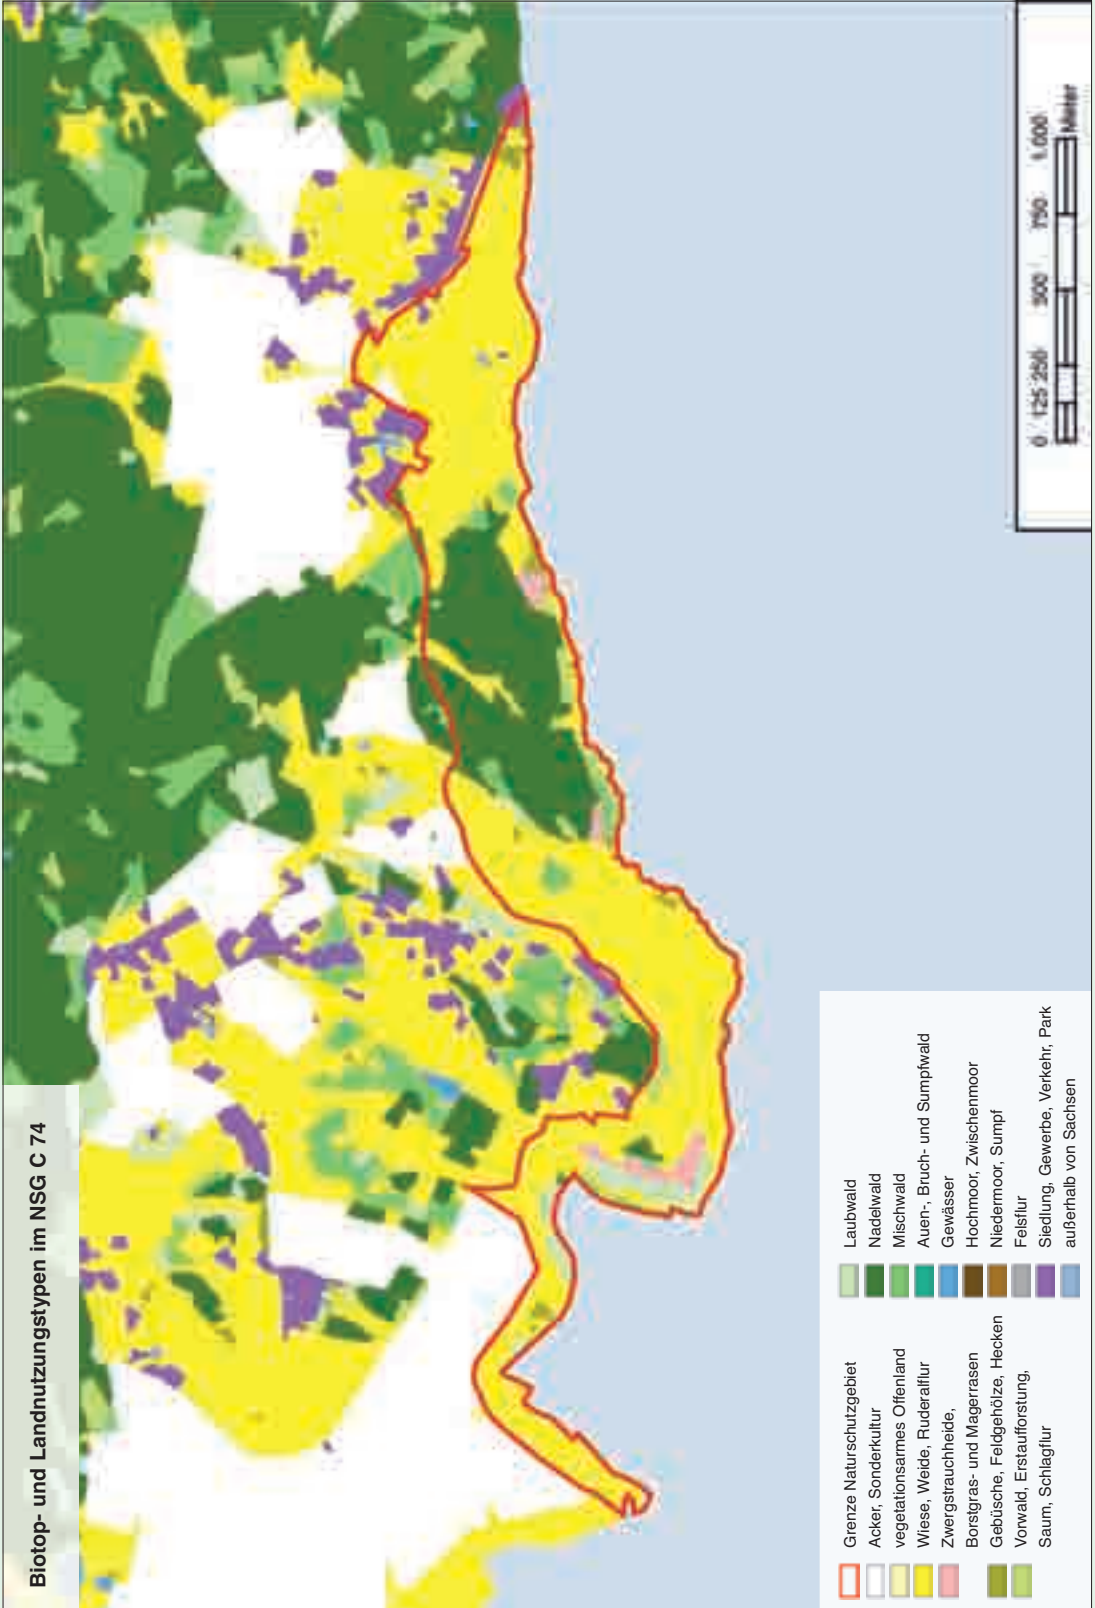 Biotop- und Landnutzungstypen im NSG C 74
Grenze Naturschutzgebiet
Acker, Sonderkultur
vegetationsarmes Offenland
Wiese, Weide, Ruderalflur
Zwergstrauchheide,
Borstgras- und Magerrasen
Gebüsche, Feldgehölze, Hecken
Vorwald, Erstaufforstung,
Saum, Schlagflur
Laubwald
Nadelwald
Mischwald
Auen-, Bruch- und Sumpfwald
Gewässer
Hochmoor, Zwischenmoor
Niedermoor, Sumpf
Felsflur
Siedlung, Gewerbe, Verkehr, Park
außerhalb von Sachsen
0 125 250 500 750 1.000
Meter